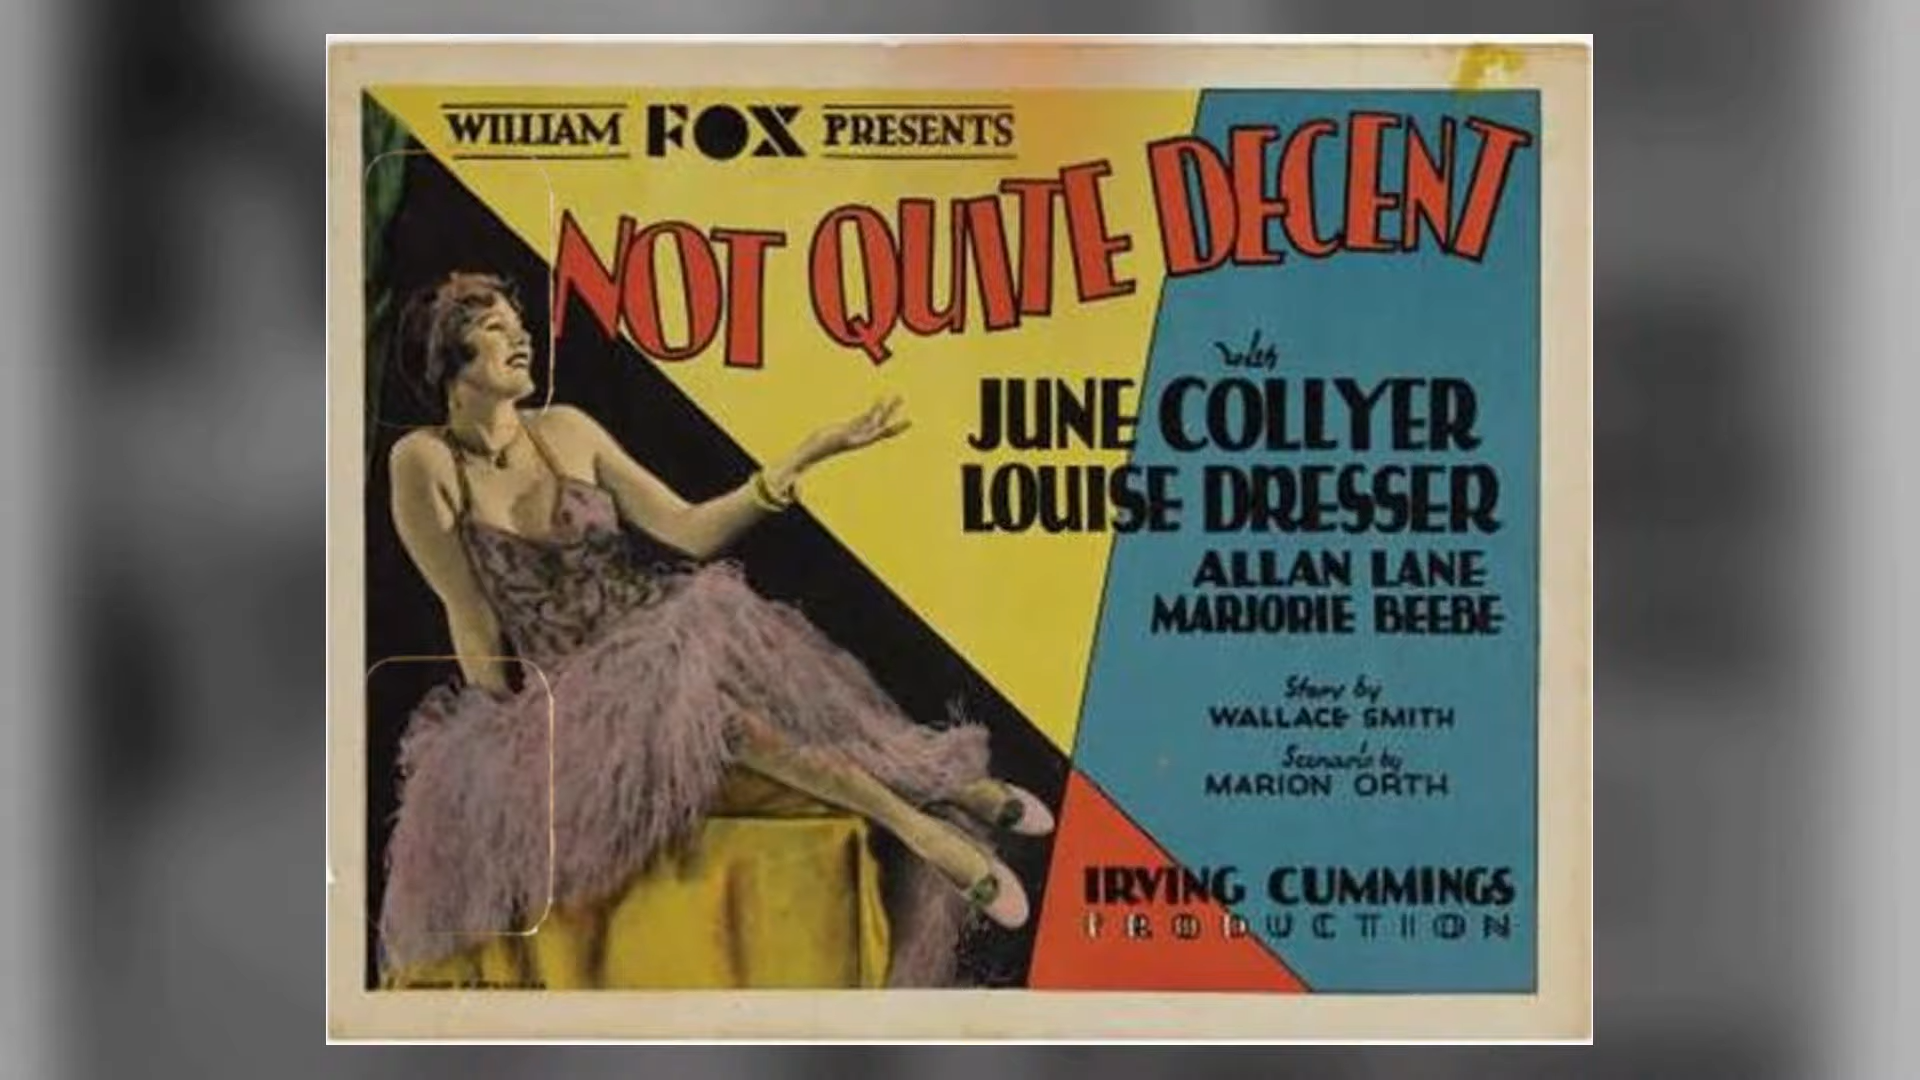 WILLIAM FOX PRESENTS
NOT QUITE DECENT
with
JUNE COLLYER
LOUISE DRESSER
ALLAN LANE
MARJORIE BEEBE
Story by
WALLACE SMITH
Scenario by
MARION ORTH
IRVING CUMMINGS
PRODUCTION